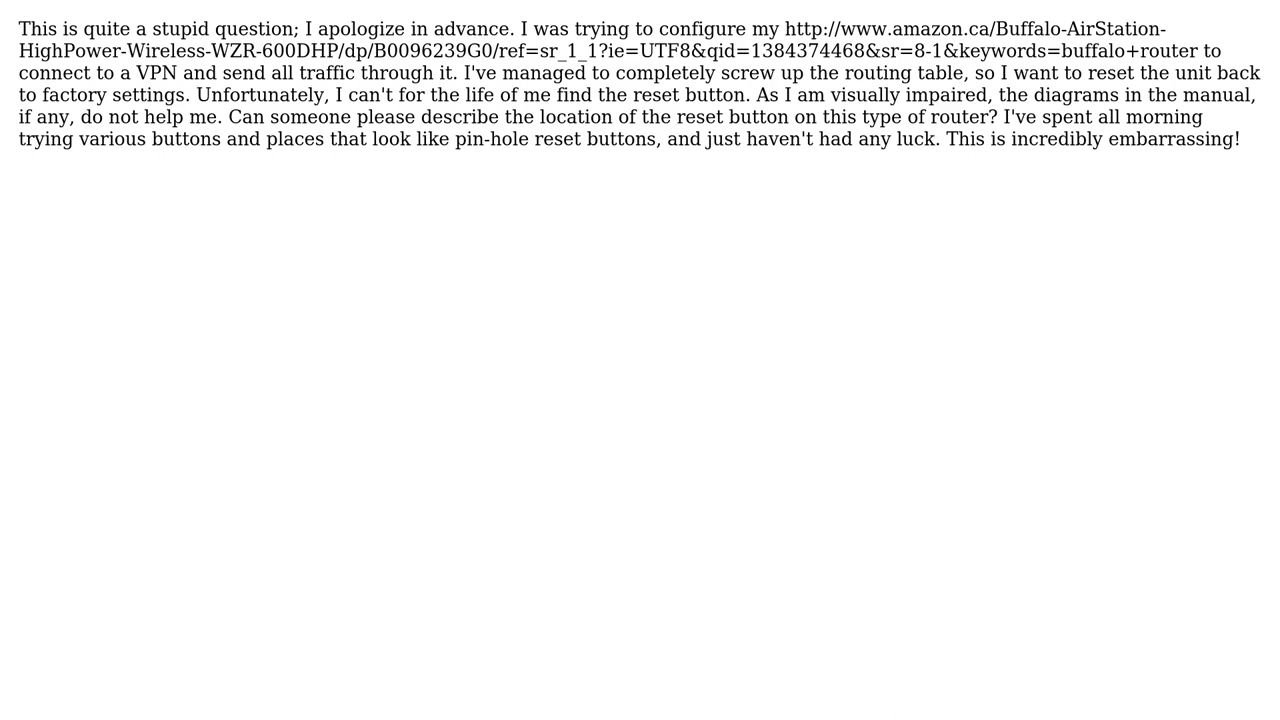 This is quite a stupid question; I apologize in advance. I was trying to configure my http://www.amazon.ca/Buffalo-AirStation-
HighPower-Wireless-WZR-600DHP/dp/B0096239G0/ref=sr_1_1?ie=UTF8&qid=1384374468&sr=8-1&keywords=buffalo+router to
connect to a VPN and send all traffic through it. I've managed to completely screw up the routing table, so I want to reset the unit back
to factory settings. Unfortunately, I can't for the life of me find the reset button. As I am visually impaired, the diagrams in the manual,
if any, do not help me. Can someone please describe the location of the reset button on this type of router? I've spent all morning
trying various buttons and places that look like pin-hole reset buttons, and just haven't had any luck. This is incredibly embarrassing!